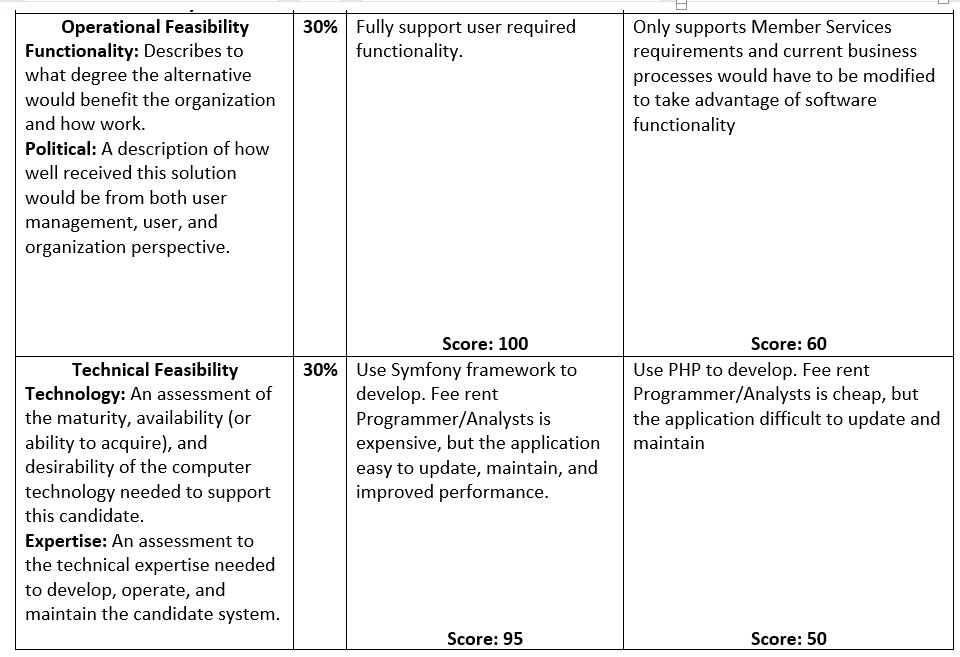 Operational Feasibility
Functionality: Describes to
what degree the alternative
would benefit the organization
and how work.
Political: A description of how
well received this solution
would be from both user
management, user, and
organization perspective.
30%
Fully support user required
functionality.
Score: 100
Only supports Member Services
requirements and current business
processes would have to be modified
to take advantage of software
functionality
Score: 60
Technical Feasibility
Technology: An assessment of
the maturity, availability (or
ability to acquire), and
desirability of the computer
technology needed to support
this candidate.
Expertise: An assessment to
the technical expertise needed
to develop, operate, and
maintain the candidate system.
30%
Use Symfony framework to
develop. Fee rent
Programmer/Analysts is
expensive, but the application
easy to update, maintain, and
improved performance.
Score: 95
Use PHP to develop. Fee rent
Programmer/Analysts is cheap, but
the application difficult to update and
maintain
Score: 50